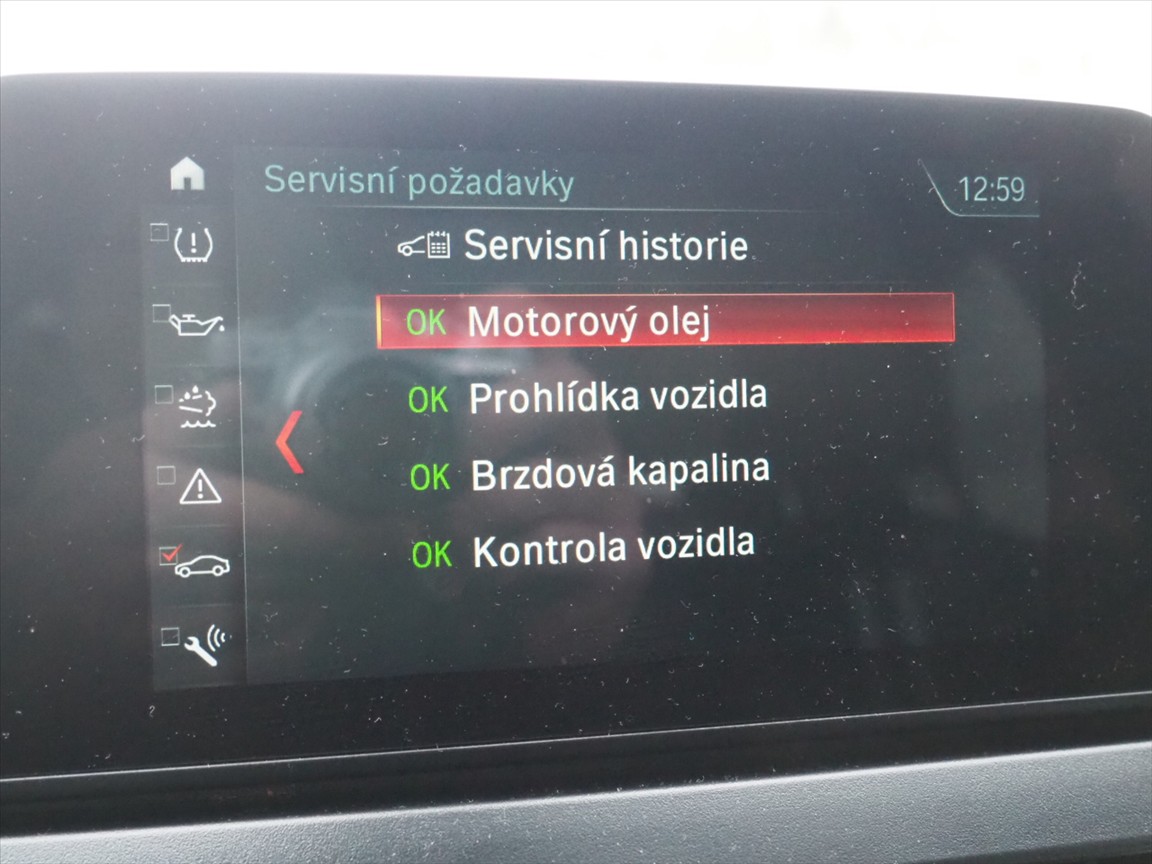 Servisní požadavky
12:59
Servisní historie
OK Motorový olej
OK Prohlídka vozidla
OK Brzdová kapalina
OK Kontrola vozidla